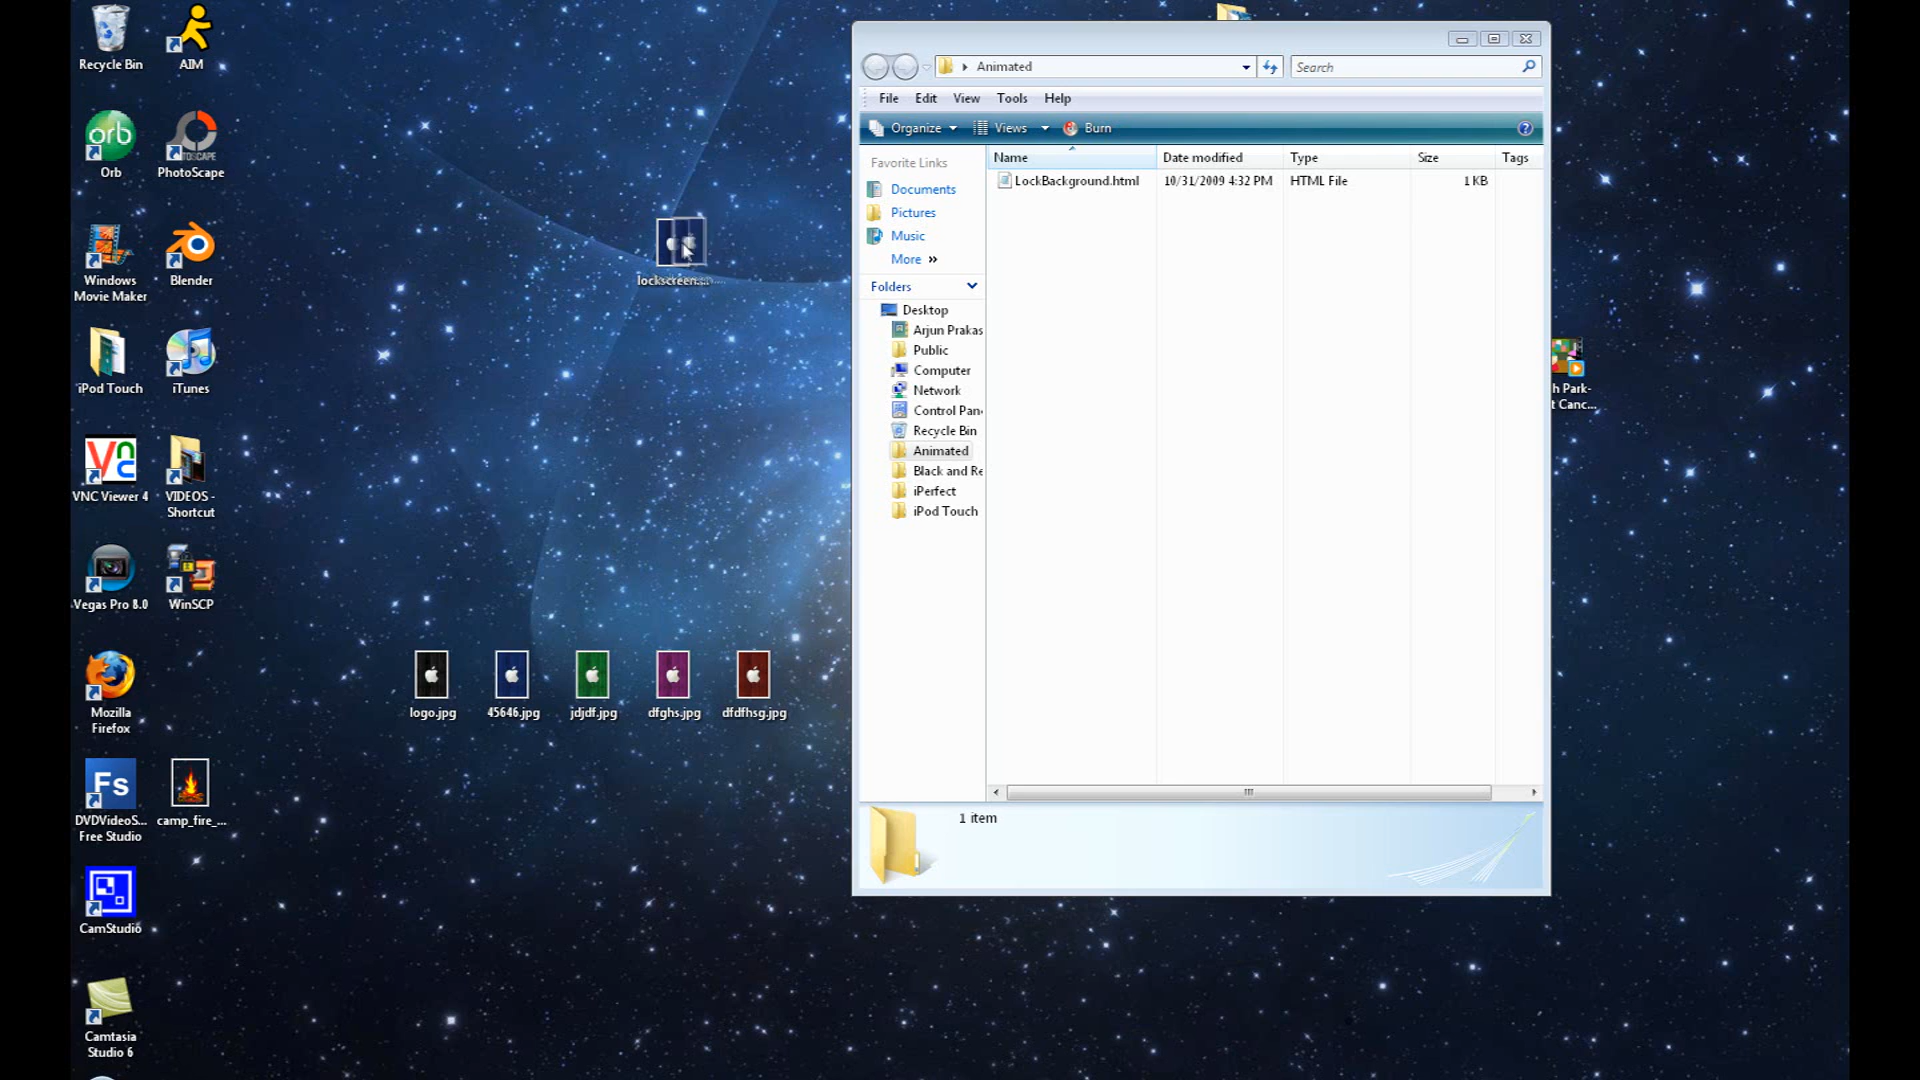 Recycle Bin
AIM
orb
Orb
TOSCAPE
PhotoScape
Windows
Movie Maker
Blender
iPod Touch
iTunes
VNC Viewer 4
VIDEOS -
Shortcut
Vegas Pro 8.0
WinSCP
Mozilla
Firefox
Fs
DVDVideoS...
Free Studio
camp_fire_...
CamStudio
Camtasia
Studio 6
lockscreen....
logo.jpg
45646.jpg
jdjdf.jpg
dfghs.jpg
dfdfhsg.jpg
Animated
Search
File Edit View Tools Help
Organize Views Burn
Favorite Links
Documents
Pictures
Music
More »
Folders
Desktop
Arjun Prakas
Public
Computer
Network
Control Pan
Recycle Bin
Animated
Black and Re
iPerfect
iPod Touch
Name Date modified Type Size Tags
LockBackground.html 10/31/2009 4:32 PM HTML File 1 KB
1 item
h Park-
t Canc...